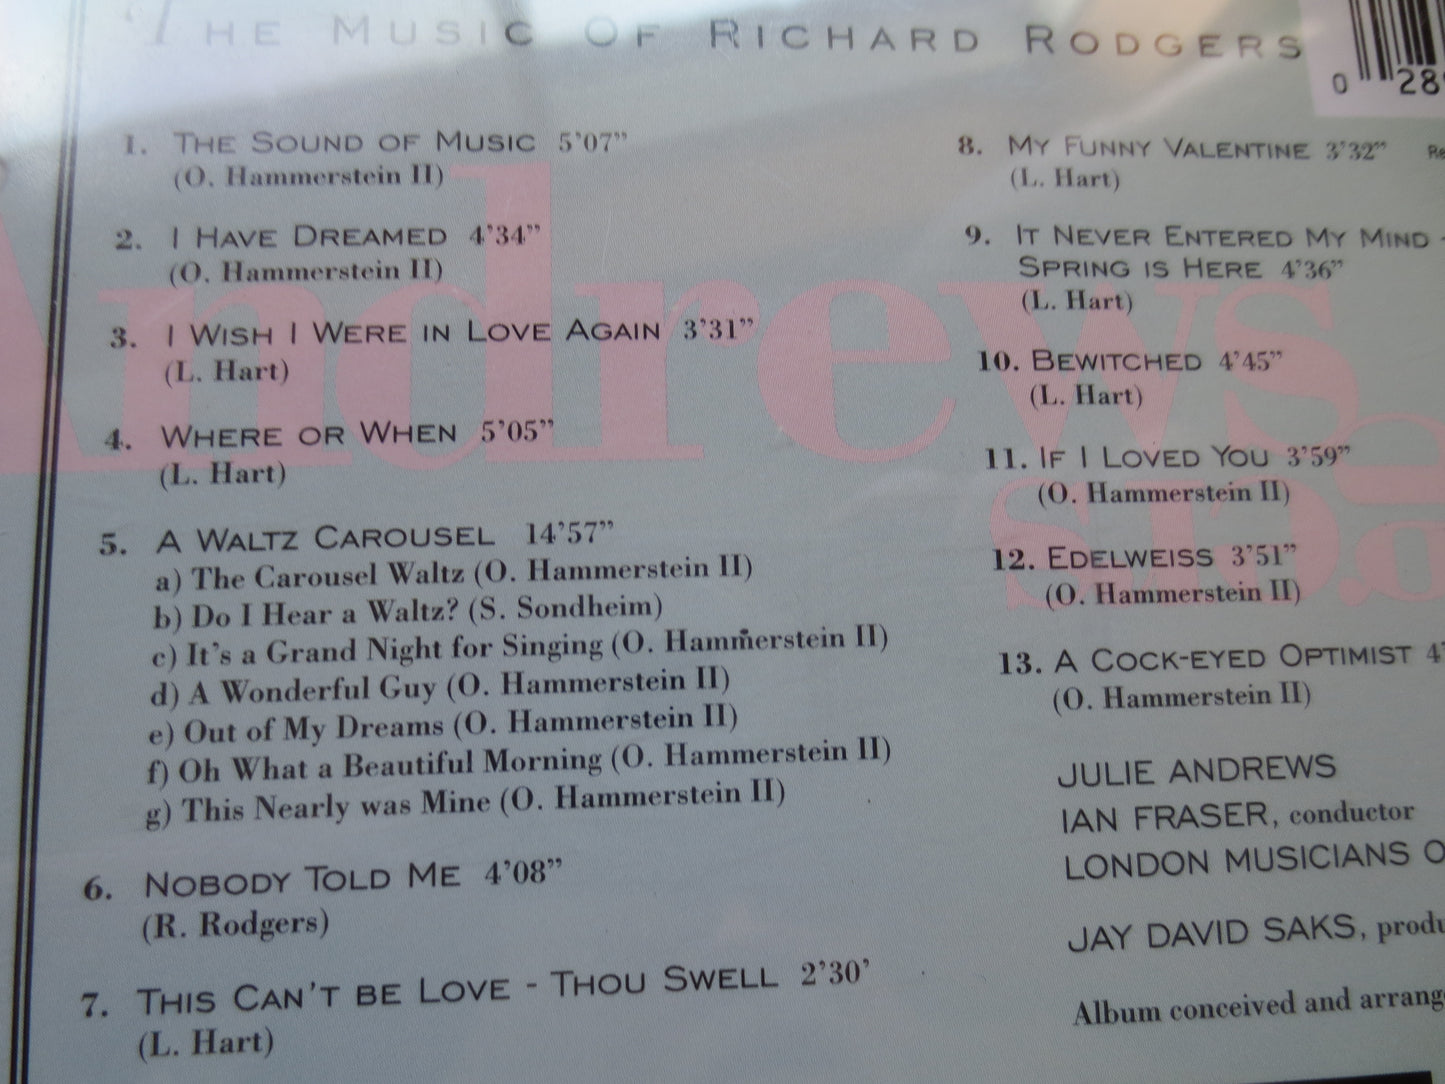 The Music Of Richard Rodgers
0 28
1. The Sound of Music 5'07"
(O. Hammerstein II)
2. I Have Dreamed 4'34"
(O. Hammerstein II)
3. I Wish I Were in Love Again 3'31"
(L. Hart)
4. Where or When 5'05"
(L. Hart)
5. A Waltz Carousel 14'57"
a) The Carousel Waltz (O. Hammerstein II)
b) Do I Hear a Waltz? (S. Sondheim)
c) It's a Grand Night for Singing (O. Hammerstein II)
d) A Wonderful Guy (O. Hammerstein II)
e) Out of My Dreams (O. Hammerstein II)
f) Oh What a Beautiful Morning (O. Hammerstein II)
g) This Nearly was Mine (O. Hammerstein II)
6. Nobody Told Me 4'08"
(R. Rodgers)
7. This Can't be Love - Thou Swell 2'30'
(L. Hart)
8. My Funny Valentine 3'32"
(L. Hart)
9. It Never Entered My Mind -
Spring is Here 4'36"
(L. Hart)
10. Bewitched 4'45"
(L. Hart)
11. If I Loved You 3'59"
(O. Hammerstein II)
12. Edelweiss 3'51"
(O. Hammerstein II)
13. A Cock-eyed Optimist 4'
(O. Hammerstein II)
JULIE ANDREWS
IAN FRASER, conductor
LONDON MUSICIANS O
JAY DAVID SAKS, produ
Album conceived and arrang
Andrews